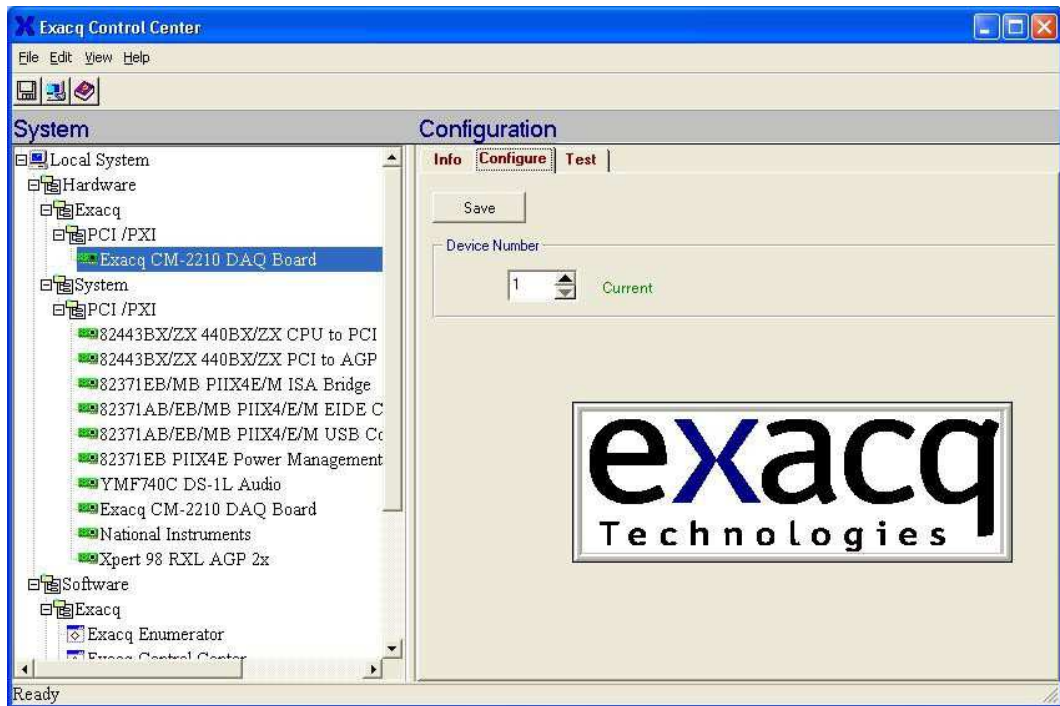 Exacq Control Center
File Edit View Help
System
Configuration
Local System
Hardware
Exacq
PCI /PXI
Exacq CM-2210 DAQ Board
System
PCI /PXI
82443BX/ZX 440BX/ZX CPU to PCI
82443BX/ZX 440BX/ZX PCI to AGP
82371EB/MB PIIX4E/M ISA Bridge
82371AB/EB/MB PIIX4/E/M EIDE C
82371AB/EB/MB PIIX4/E/M USB Co
82371EB PIIX4E Power Management
YMF740C DS-1L Audio
Exacq CM-2210 DAQ Board
National Instruments
Xpert 98 RXL AGP 2x
Software
Exacq
Exacq Enumerator
Exacq Control Center
Info Configure Test
Save
Device Number
1 Current
exacq
Technologies
Ready